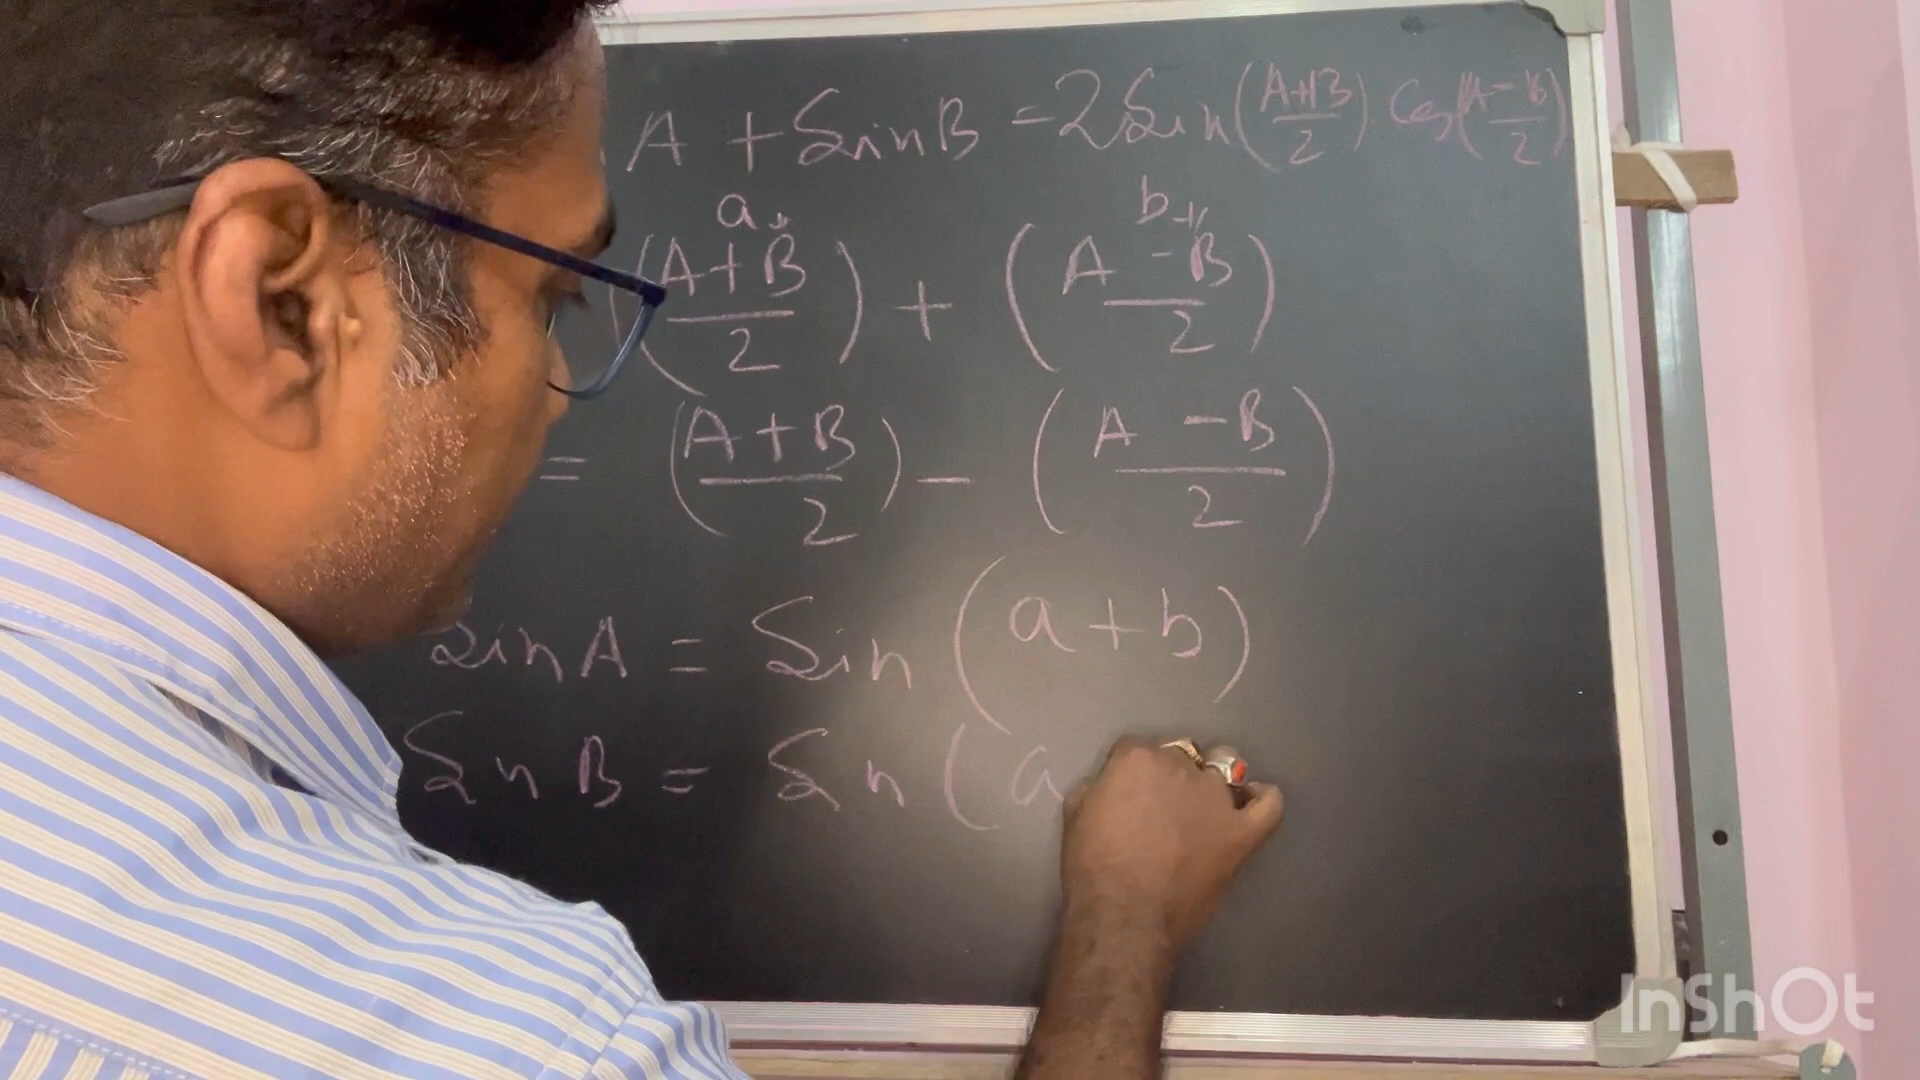 A + Sin B = 2 Sin (A+B/2) . Cos (A-B/2)
a b
(A+B/2) + (A-B/2)
= (A+B/2) - (A-B/2)
Sin A = Sin (a+b)
Sin B = Sin (a
InShOt